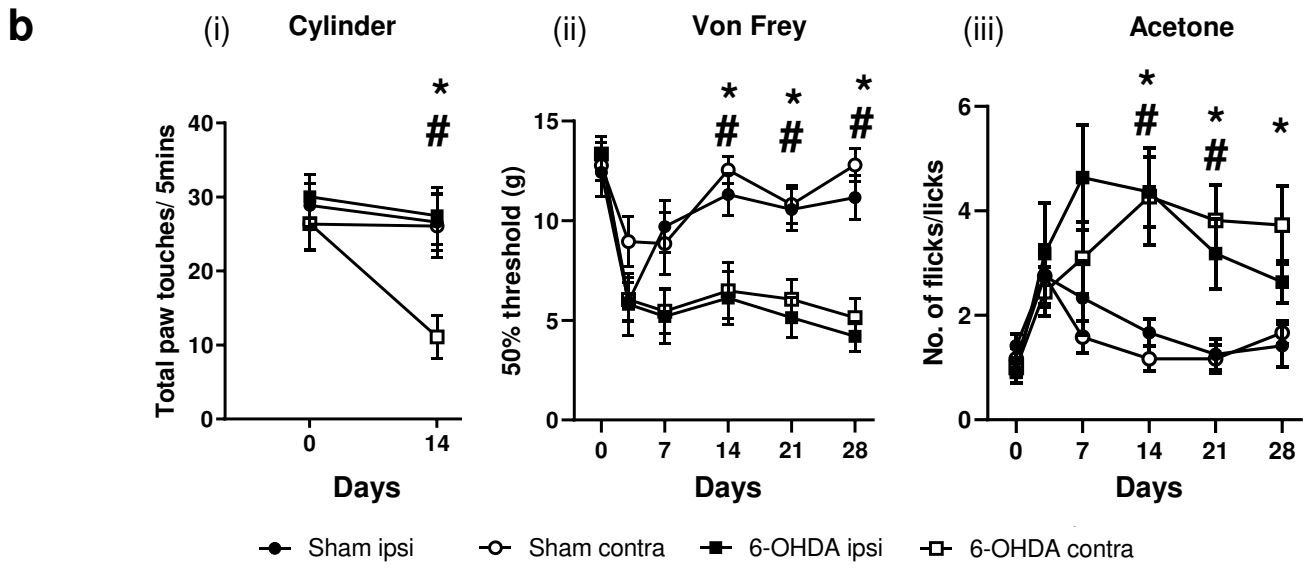 b
(i) Cylinder
Total paw touches/ 5mins
40
30
20
10
0
*
#
0 14
Days
(ii) Von Frey
50% threshold (g)
15
10
5
0
* * *
# # #
0 7 14 21 28
Days
(iii) Acetone
No. of flicks/licks
6
4
2
0
* * *
# #
0 7 14 21 28
Days
Sham ipsi Sham contra 6-OHDA ipsi 6-OHDA contra